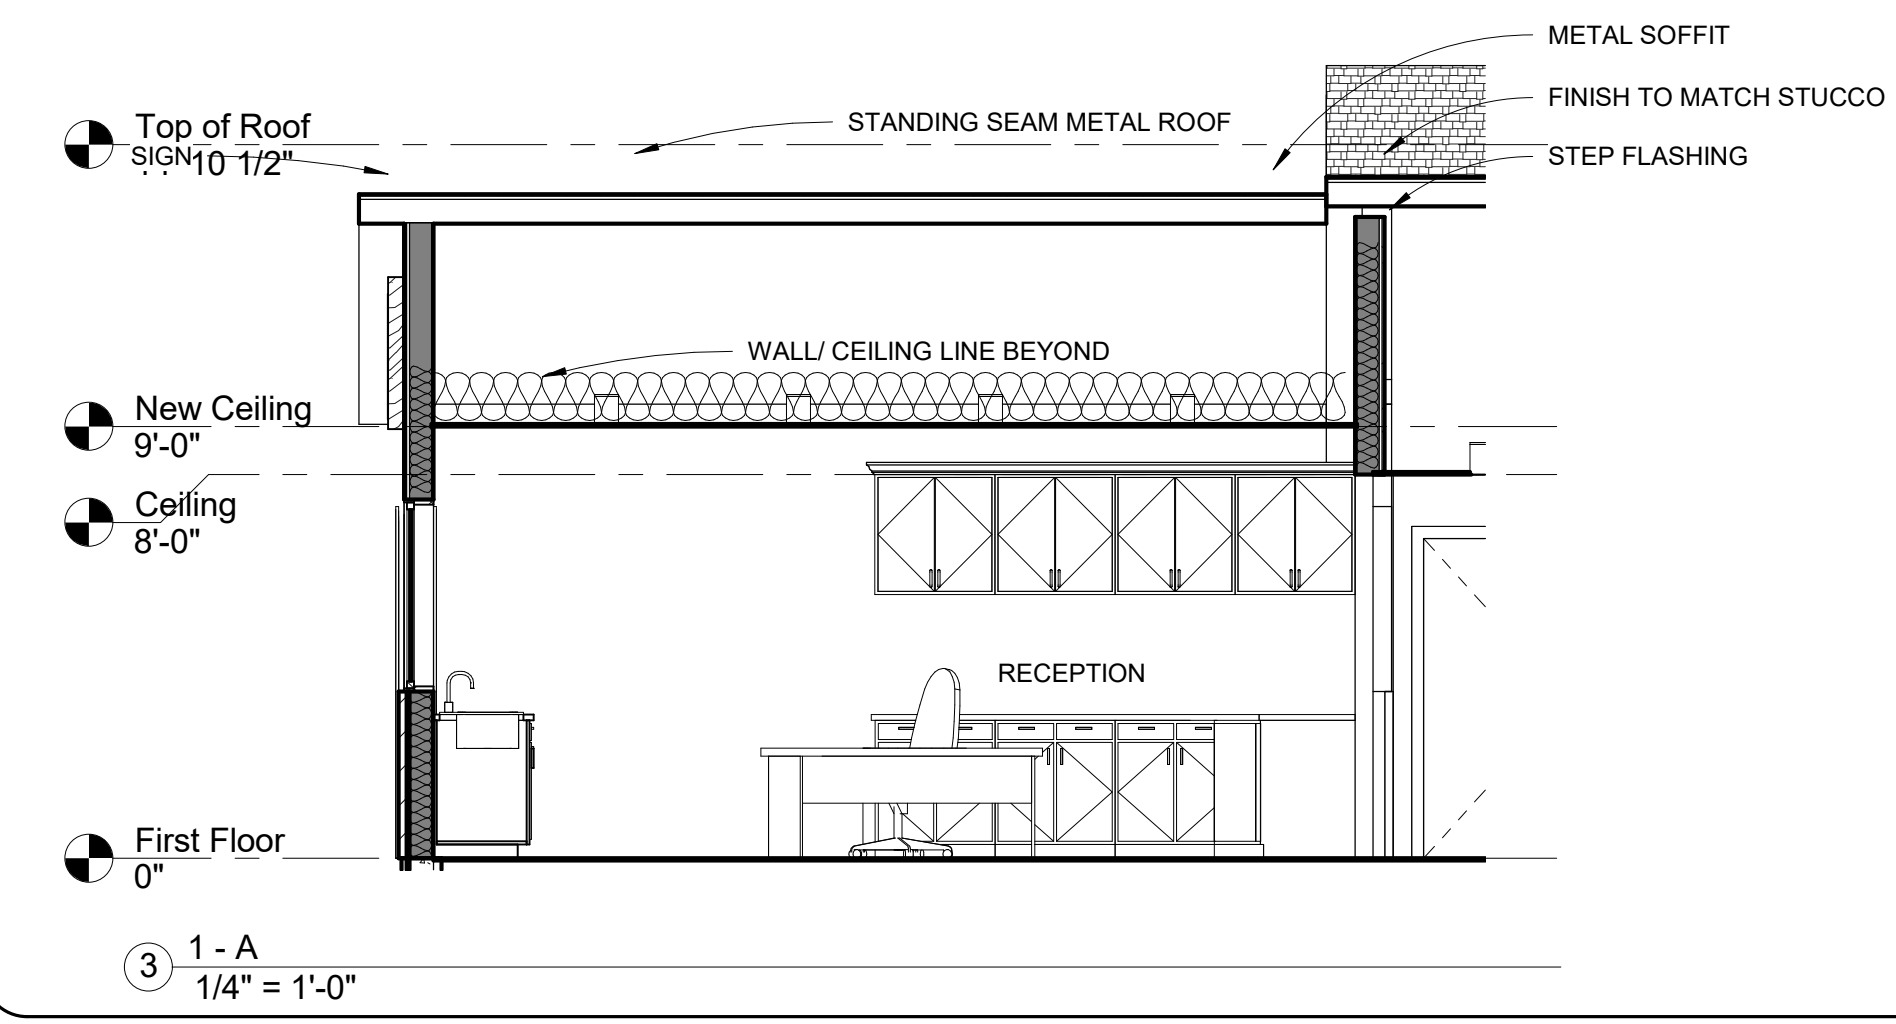 METAL SOFFIT
FINISH TO MATCH STUCCO
STEP FLASHING
STANDING SEAM METAL ROOF
Top of Roof
SIGN
10 1/2"
WALL/ CEILING LINE BEYOND
New Ceiling
9'-0"
Ceiling
8'-0"
RECEPTION
First Floor
0"
3
1 - A
1/4" = 1'-0"